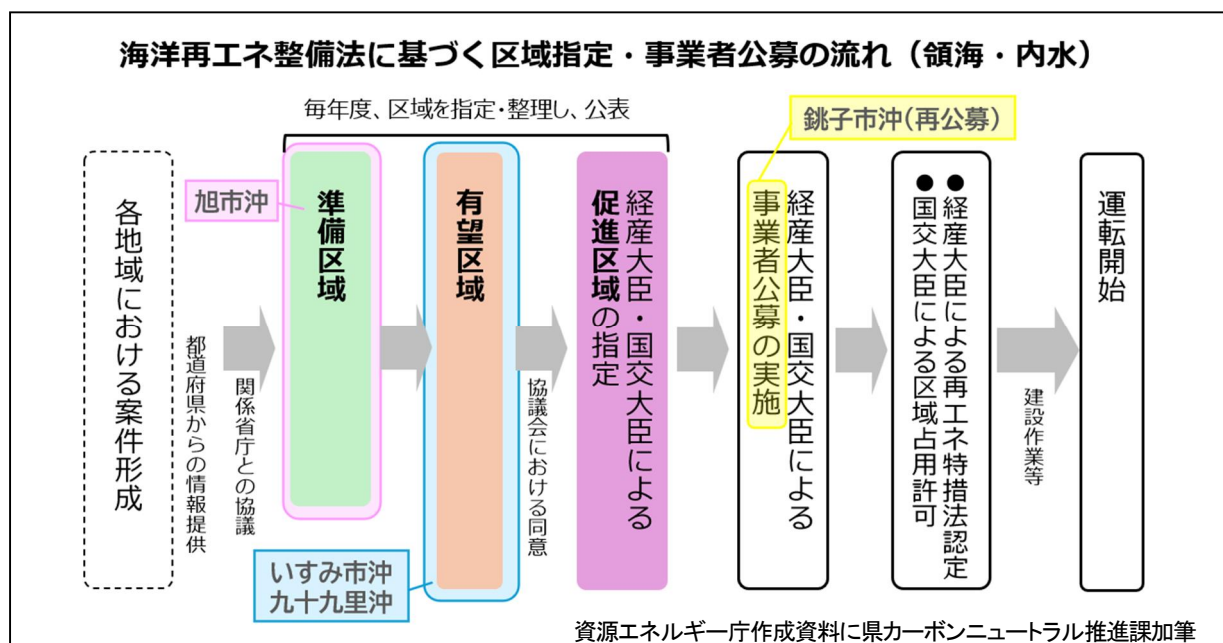 海洋再エネ整備法に基づく区域指定・事業者公募の流れ（領海・内水）
毎年度、区域を指定・整理し、公表
銚子市沖(再公募)
各地域における案件形成
都道府県からの情報提供
関係省庁との協議
旭市沖
準備区域
有望区域
いすみ市沖
九十九里沖
協議会における同意
経産大臣・国交大臣による
促進区域の指定
経産大臣・国交大臣による
事業者公募の実施
●経産大臣による再エネ特措法認定
●国交大臣による区域占用許可
建設作業等
運転開始
資源エネルギー庁作成資料に県カーボンニュートラル推進課加筆